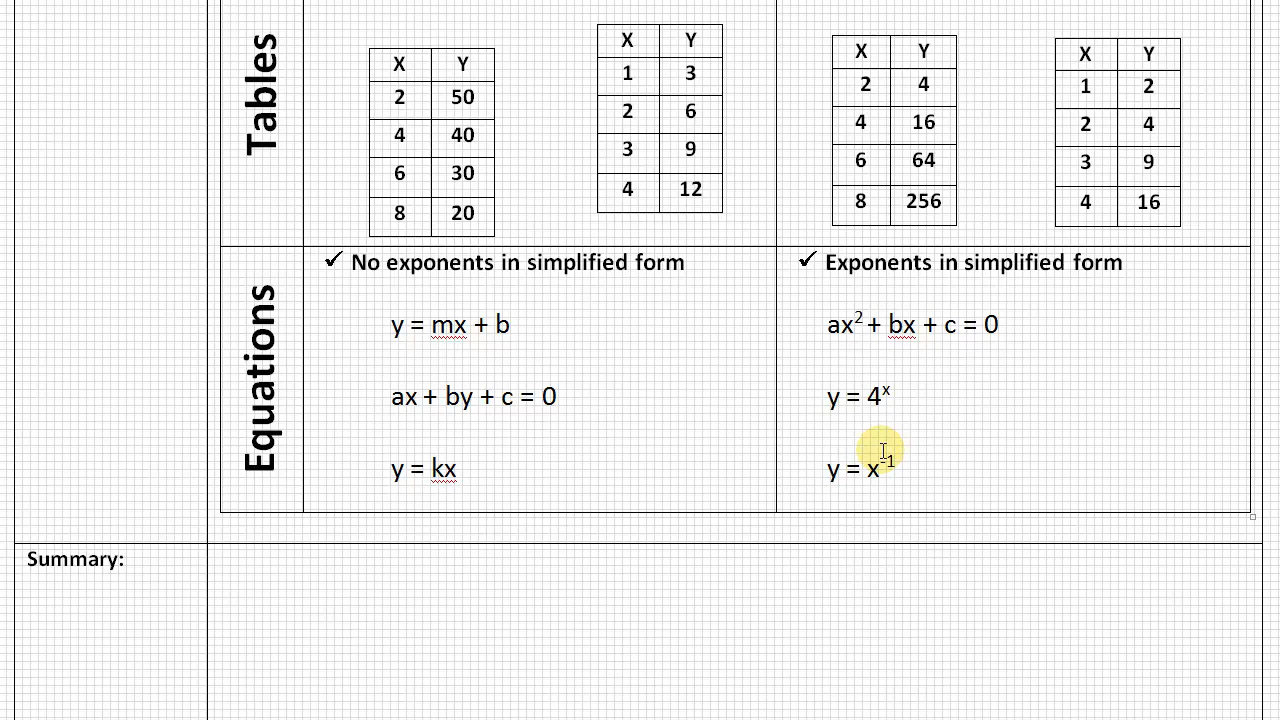 Tables
X Y
2 50
4 40
6 30
8 20
X Y
1 3
2 6
3 9
4 12
X Y
2 4
4 16
6 64
8 256
X Y
1 2
2 4
3 9
4 16
Equations
✓ No exponents in simplified form
y = mx + b
ax + by + c = 0
y = kx
✓ Exponents in simplified form
ax² + bx + c = 0
y = 4ˣ
y = x⁻¹
Summary: